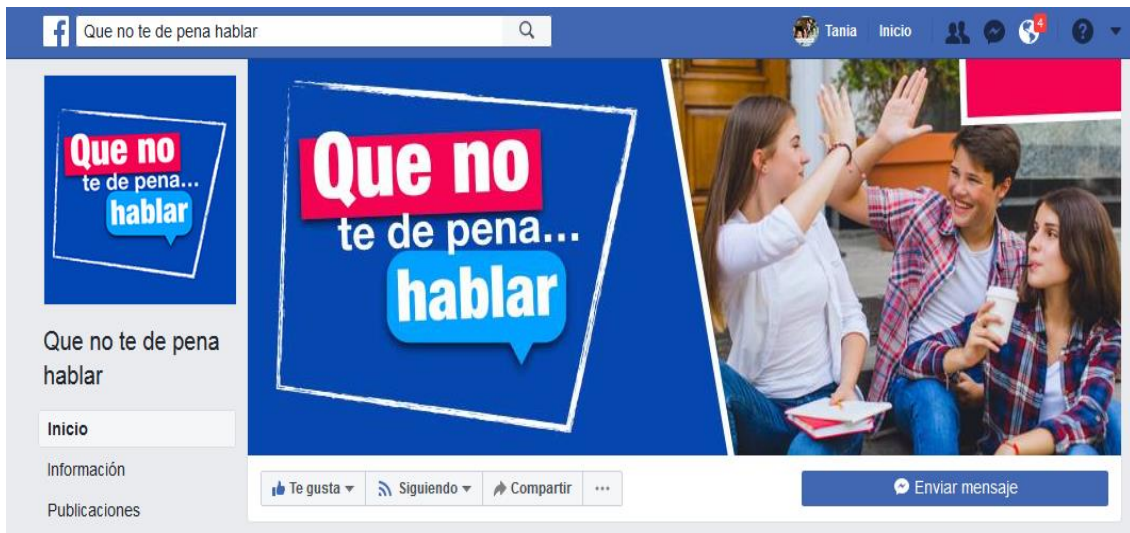 f Que no te de pena hablar Tania Inicio 4 ?
Que no
te de pena...
hablar
Que no
te de pena...
hablar
Que no te de pena
hablar
Inicio
Información
Publicaciones
Te gusta Siguiendo Compartir ... Enviar mensaje